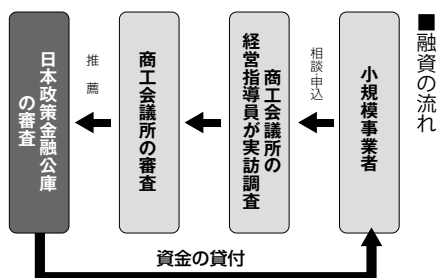 ■融資の流れ
小規模事業者
相談・申込
商工会議所の
経営指導員が実訪調査
商工会議所の審査
推薦
日本政策金融公庫
の審査
資金の貸付